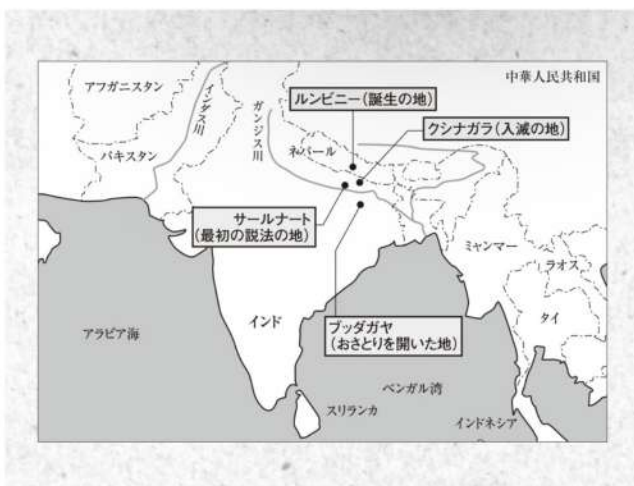 中華人民共和国
アフガニスタン
インダス川
ガンジス川
ルンビニー（誕生の地）
クシナガラ（入滅の地）
ネパール
パキスタン
サールナート
（最初の説法の地）
ミャンマー
ラオス
タイ
インド
ブッダガヤ
（おさとりを開いた地）
アラビア海
ベンガル湾
スリランカ
インドネシア